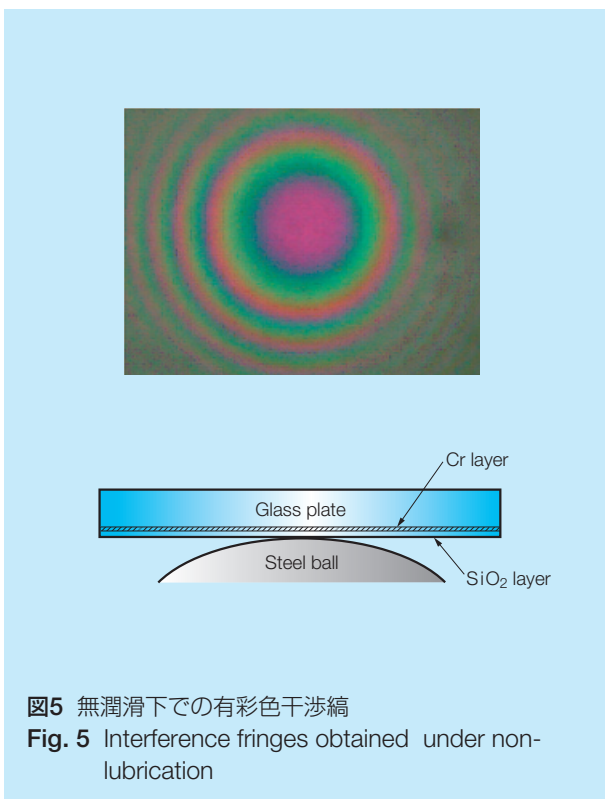 Cr layer
Glass plate
Steel ball
SiO₂ layer
図5 無潤滑下での有彩色干渉縞
Fig. 5 Interference fringes obtained under non-
lubrication